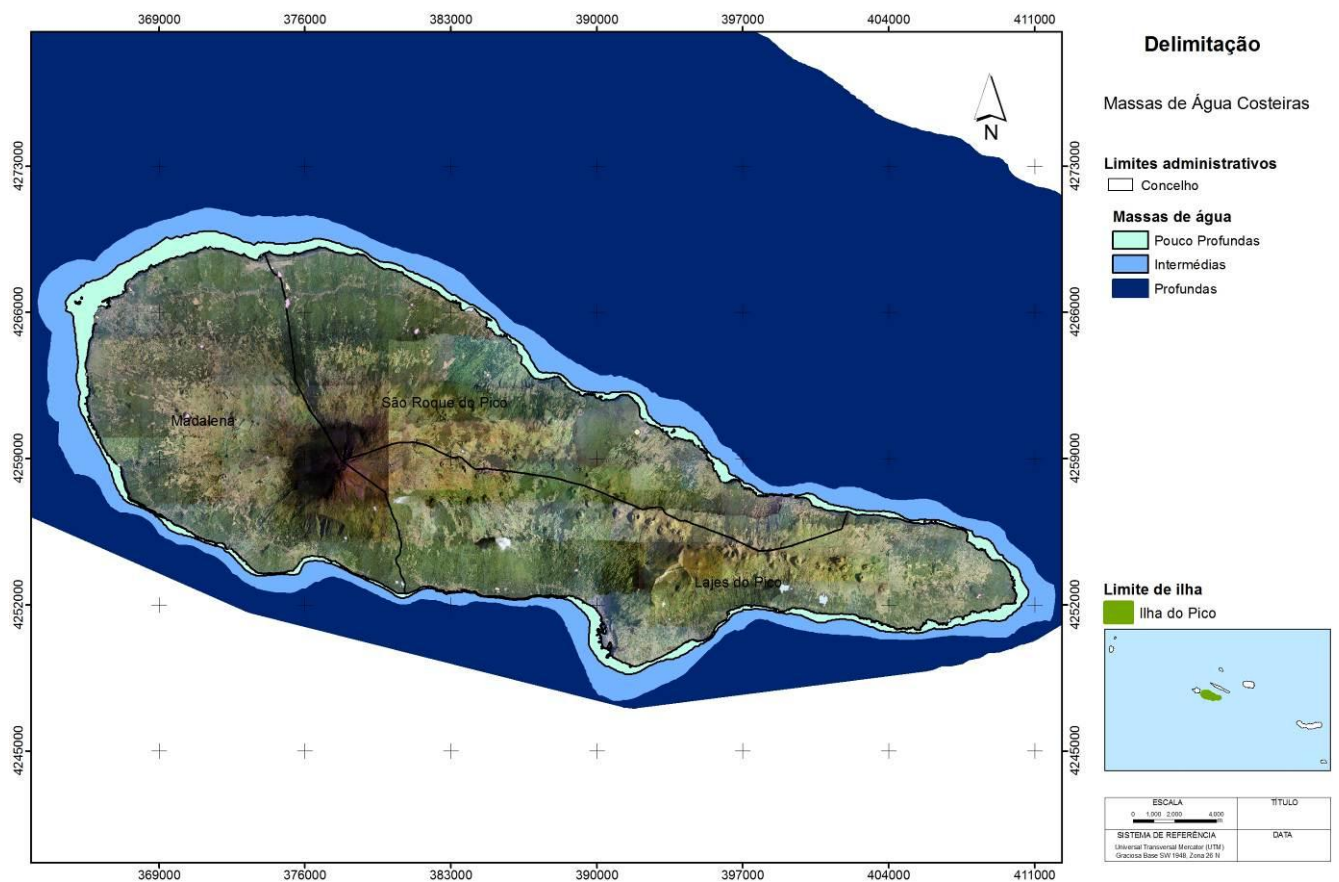 369000 376000 383000 390000 397000 404000 411000
Delimitação
Massas de Água Costeiras
N
4273000 4273000
Limites administrativos
Concelho
Massas de água
Pouco Profundas
Intermédias
Profundas
4266000 4266000
São Roque do Pico
Madalena
4259000 4259000
Lajes do Pico
4252000 4252000
Limite de ilha
Ilha do Pico
4245000 4245000
ESCALA TÍTULO
0 1,000 2,000 4,000
m
SISTEMA DE REFERÊNCIA DATA
Universal Transversal Mercator (UTM)
Graciosa Base SW 1948, Zona 26 N
369000 376000 383000 390000 397000 404000 411000